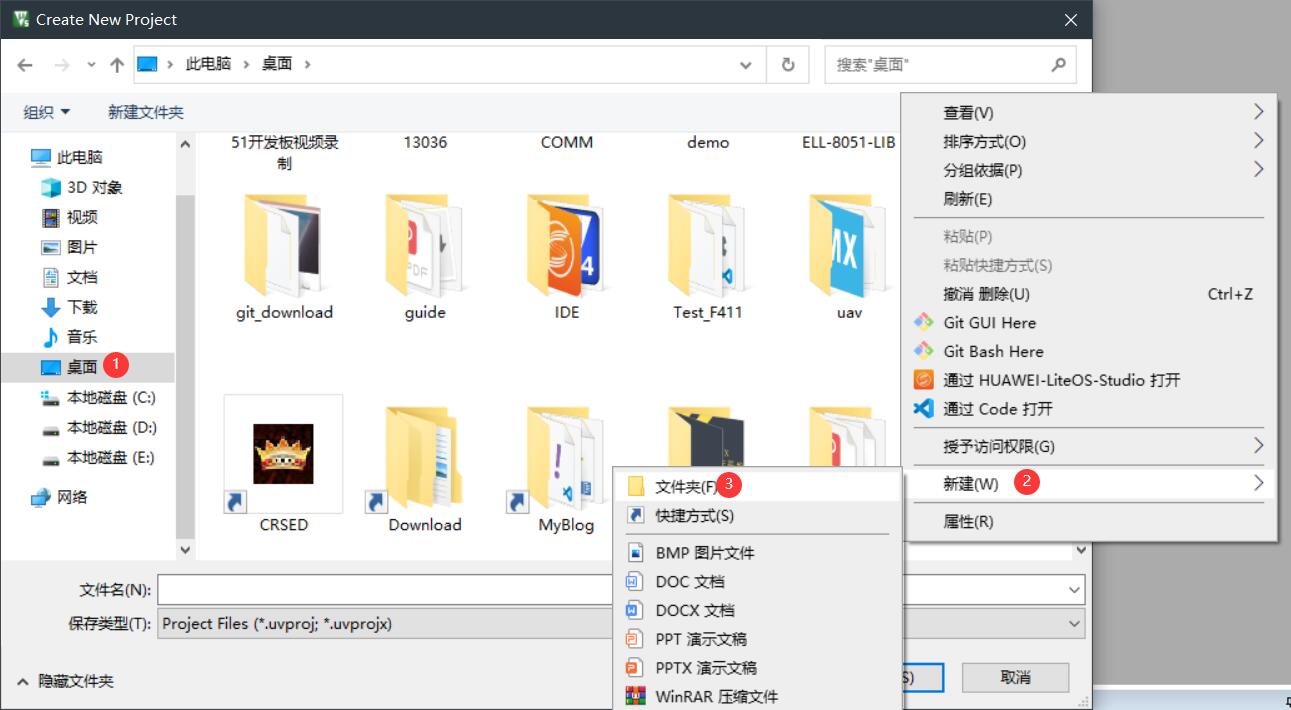 Create New Project
此电脑 桌面
搜索"桌面"
组织 新建文件夹
此电脑
3D 对象
视频
图片
文档
下载
音乐
桌面 1
本地磁盘 (C:)
本地磁盘 (D:)
本地磁盘 (E:)
网络
51开发板视频录
制
13036
COMM
demo
ELL-8051-LIB
PDF
4
MX
git_download
guide
IDE
Test_F411
uav
CRSED
Download
MyBlog
查看(V)
排序方式(O)
分组依据(P)
刷新(E)
粘贴(P)
粘贴快捷方式(S)
撤消 删除(U) Ctrl+Z
Git GUI Here
Git Bash Here
通过 HUAWEI-LiteOS-Studio 打开
通过 Code 打开
授予访问权限(G)
新建(W) 2
属性(R)
文件夹(F) 3
快捷方式(S)
BMP 图片文件
DOC 文档
DOCX 文档
PPT 演示文稿
PPTX 演示文稿
WinRAR 压缩文件
文件名(N):
保存类型(T): Project Files (*.uvproj; *.uvprojx)
隐藏文件夹
S)
取消